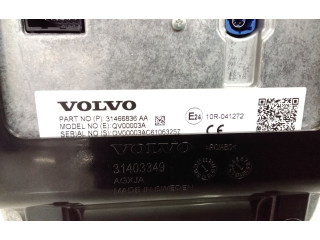 VOLVO
PART NO (P): 31466836 AA
MODEL NO (E): QV00003A
SERIAL NO (S): QV00003AC61063257
E24 10R-041272
CE
VOLVO
31403349
AGXJA
MADE IN SWEDEN